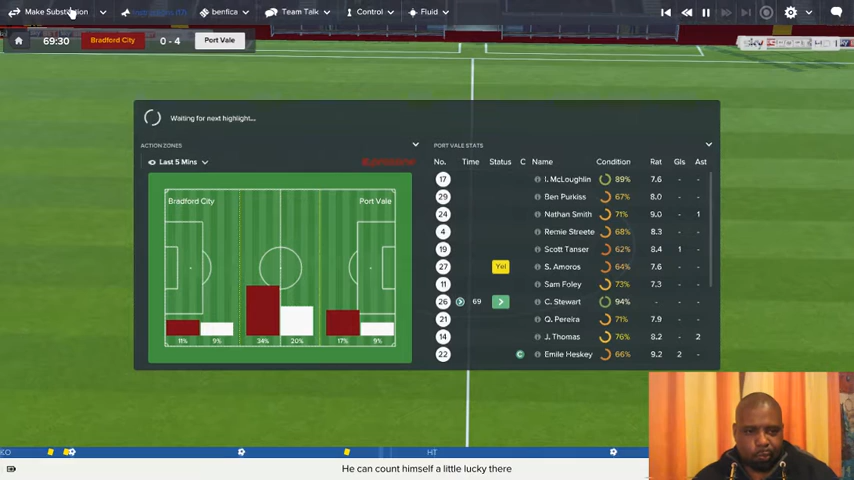 Make Substitution
benfica
Team Talk
Control
Fluid
69:30
Bradford City
0 - 4
Port Vale
sky
Waiting for next highlight...
ACTION ZONES
Last 5 Mins
Bradford City
Port Vale
11%
9%
34%
20%
17%
9%
PORT VALE STATS
No. Time Status C Name Condition Rat Gls Ast
17 I. McLoughlin 89% 7.6 - -
29 Ben Purkiss 67% 8.0 - -
24 Nathan Smith 71% 9.0 - 1
4 Remie Streete 68% 8.3 - -
19 Scott Tanser 62% 8.4 1 -
27 Yel S. Amoros 64% 7.6 - -
11 Sam Foley 73% 7.3 - -
26 69 C. Stewart 94% - - -
21 Q. Pereira 71% 7.9 - -
14 J. Thomas 76% 8.2 - 2
22 C Emile Heskey 66% 9.2 2 -
KO
HT
He can count himself a little lucky there